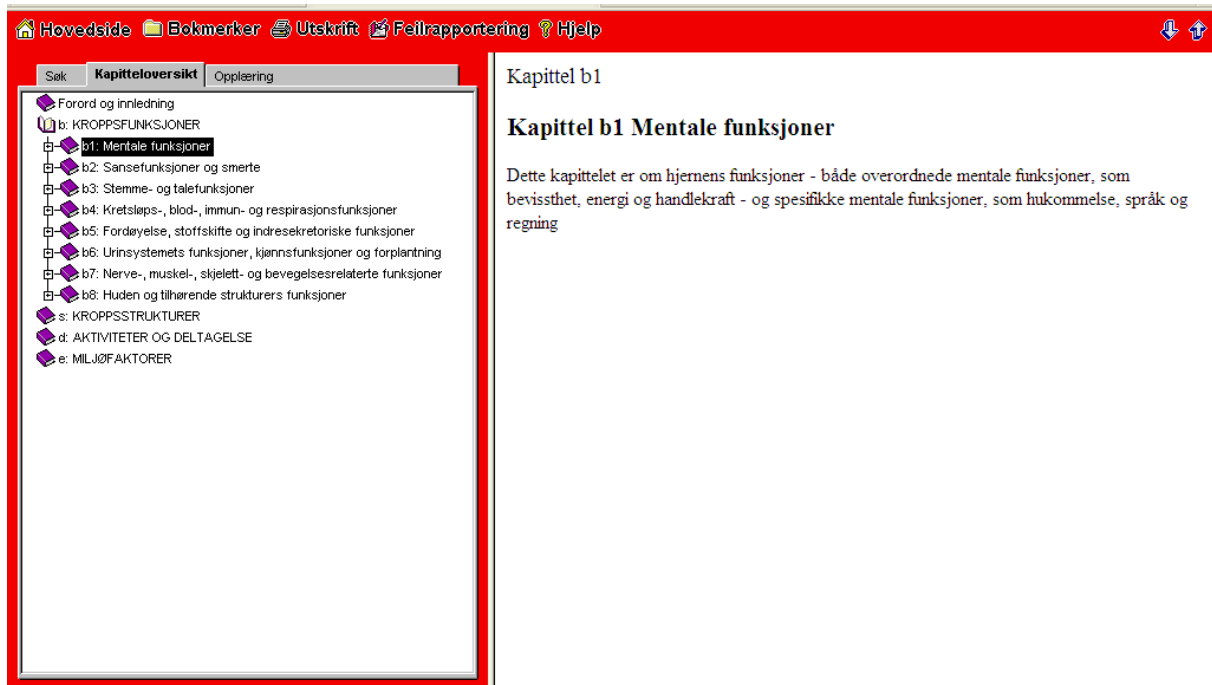 Hovedside Bokmerker Utskrift Feilrapportering Hjelp
Søk Kapitteloversikt Opplæring
Forord og innledning
b: KROPPSFUNKSJONER
b1: Mentale funksjoner
b2: Sansefunksjoner og smerte
b3: Stemme- og talefunksjoner
b4: Kretsløps-, blod-, immun- og respirasjonsfunksjoner
b5: Fordøyelse, stoffskifte og indresekretoriske funksjoner
b6: Urinsystemets funksjoner, kjønnsfunksjoner og forplantning
b7: Nerve-, muskel-, skjelett- og bevegelsesrelaterte funksjoner
b8: Huden og tilhørende strukturers funksjoner
s: KROPPSSTRUKTURER
d: AKTIVITETER OG DELTAGELSE
e: MILJØFAKTORER
Kapittel b1
Kapittel b1 Mentale funksjoner
Dette kapittelet er om hjernens funksjoner - både overordnede mentale funksjoner, som
bevissthet, energi og handlekraft - og spesifikke mentale funksjoner, som hukommelse, språk og
regning